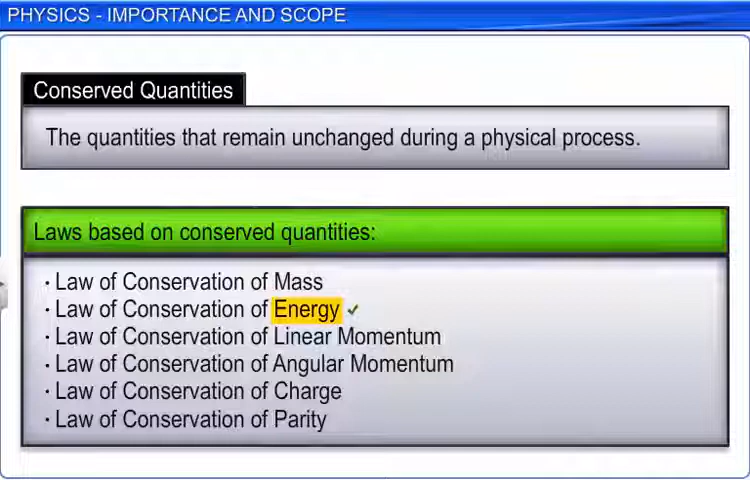 PHYSICS - IMPORTANCE AND SCOPE
Conserved Quantities
The quantities that remain unchanged during a physical process.
Laws based on conserved quantities:
· Law of Conservation of Mass
· Law of Conservation of Energy ✓
· Law of Conservation of Linear Momentum
· Law of Conservation of Angular Momentum
· Law of Conservation of Charge
· Law of Conservation of Parity